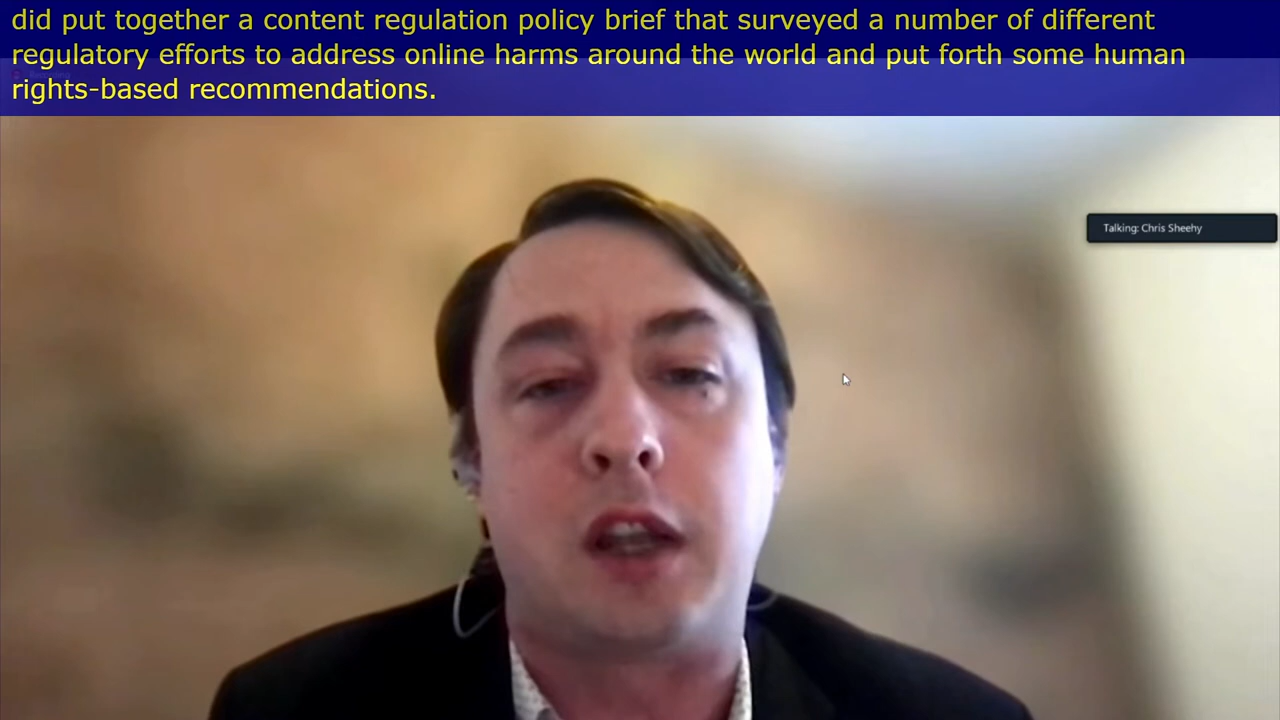 did put together a content regulation policy brief that surveyed a number of different
regulatory efforts to address online harms around the world and put forth some human
rights-based recommendations.
Talking: Chris Sheehy